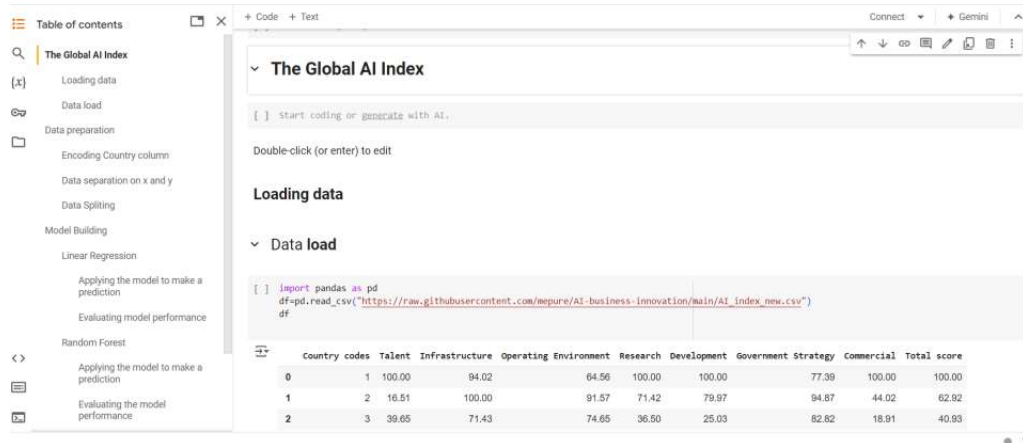 Table of contents
The Global AI Index
Loading data
Data load
Data preparation
Encoding Country column
Data separation on x and y
Data Spliting
Model Building
Linear Regression
Applying the model to make a
prediction
Evaluating model performance
Random Forest
Applying the model to make a
prediction
Evaluating the model
performance
{x}
+ Code + Text
Connect
Gemini
The Global AI Index
[ ] Start coding or generate with AI.
Double-click (or enter) to edit
Loading data
Data load
[ ] import pandas as pd
df=pd.read_csv("https://raw.githubusercontent.com/mepure/AI-business-innovation/main/AI_index_new.csv")
df
Country codes Talent Infrastructure Operating Environment Research Development Government Strategy Commercial Total score
0 1 100.00 94.02 64.56 100.00 100.00 77.39 100.00 100.00
1 2 16.51 100.00 91.57 71.42 79.97 94.87 44.02 62.92
2 3 39.65 71.43 74.65 36.50 25.03 82.82 18.91 40.93